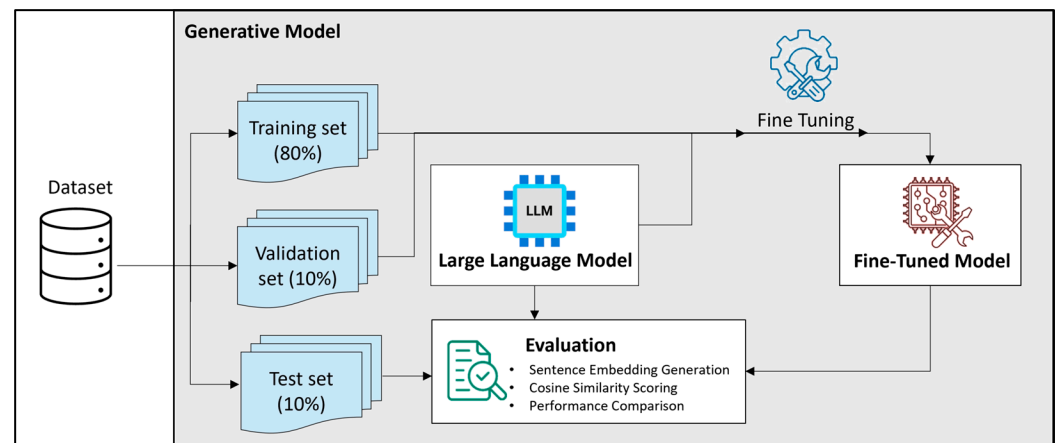 Generative Model
Training set
(80%)
Fine Tuning
Dataset
LLM
Large Language Model
Validation
set (10%)
Fine-Tuned Model
Test set
(10%)
Evaluation
• Sentence Embedding Generation
• Cosine Similarity Scoring
• Performance Comparison